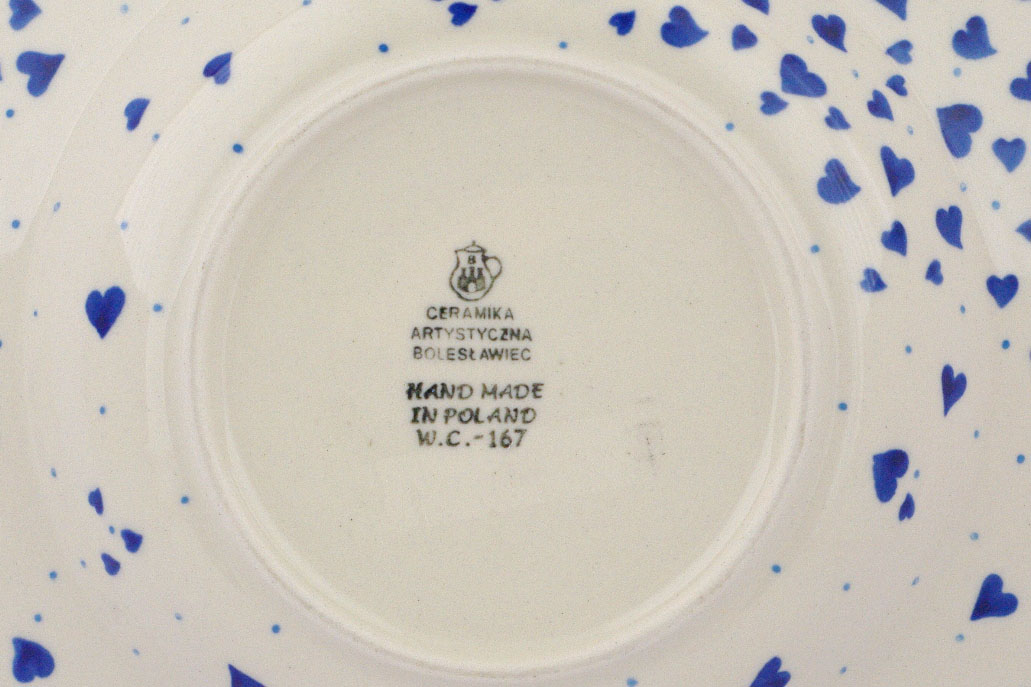 B
CERAMIKA
ARTYSTYCZNA
BOLESŁAWIEC
HAND MADE
IN POLAND
W.C.-167